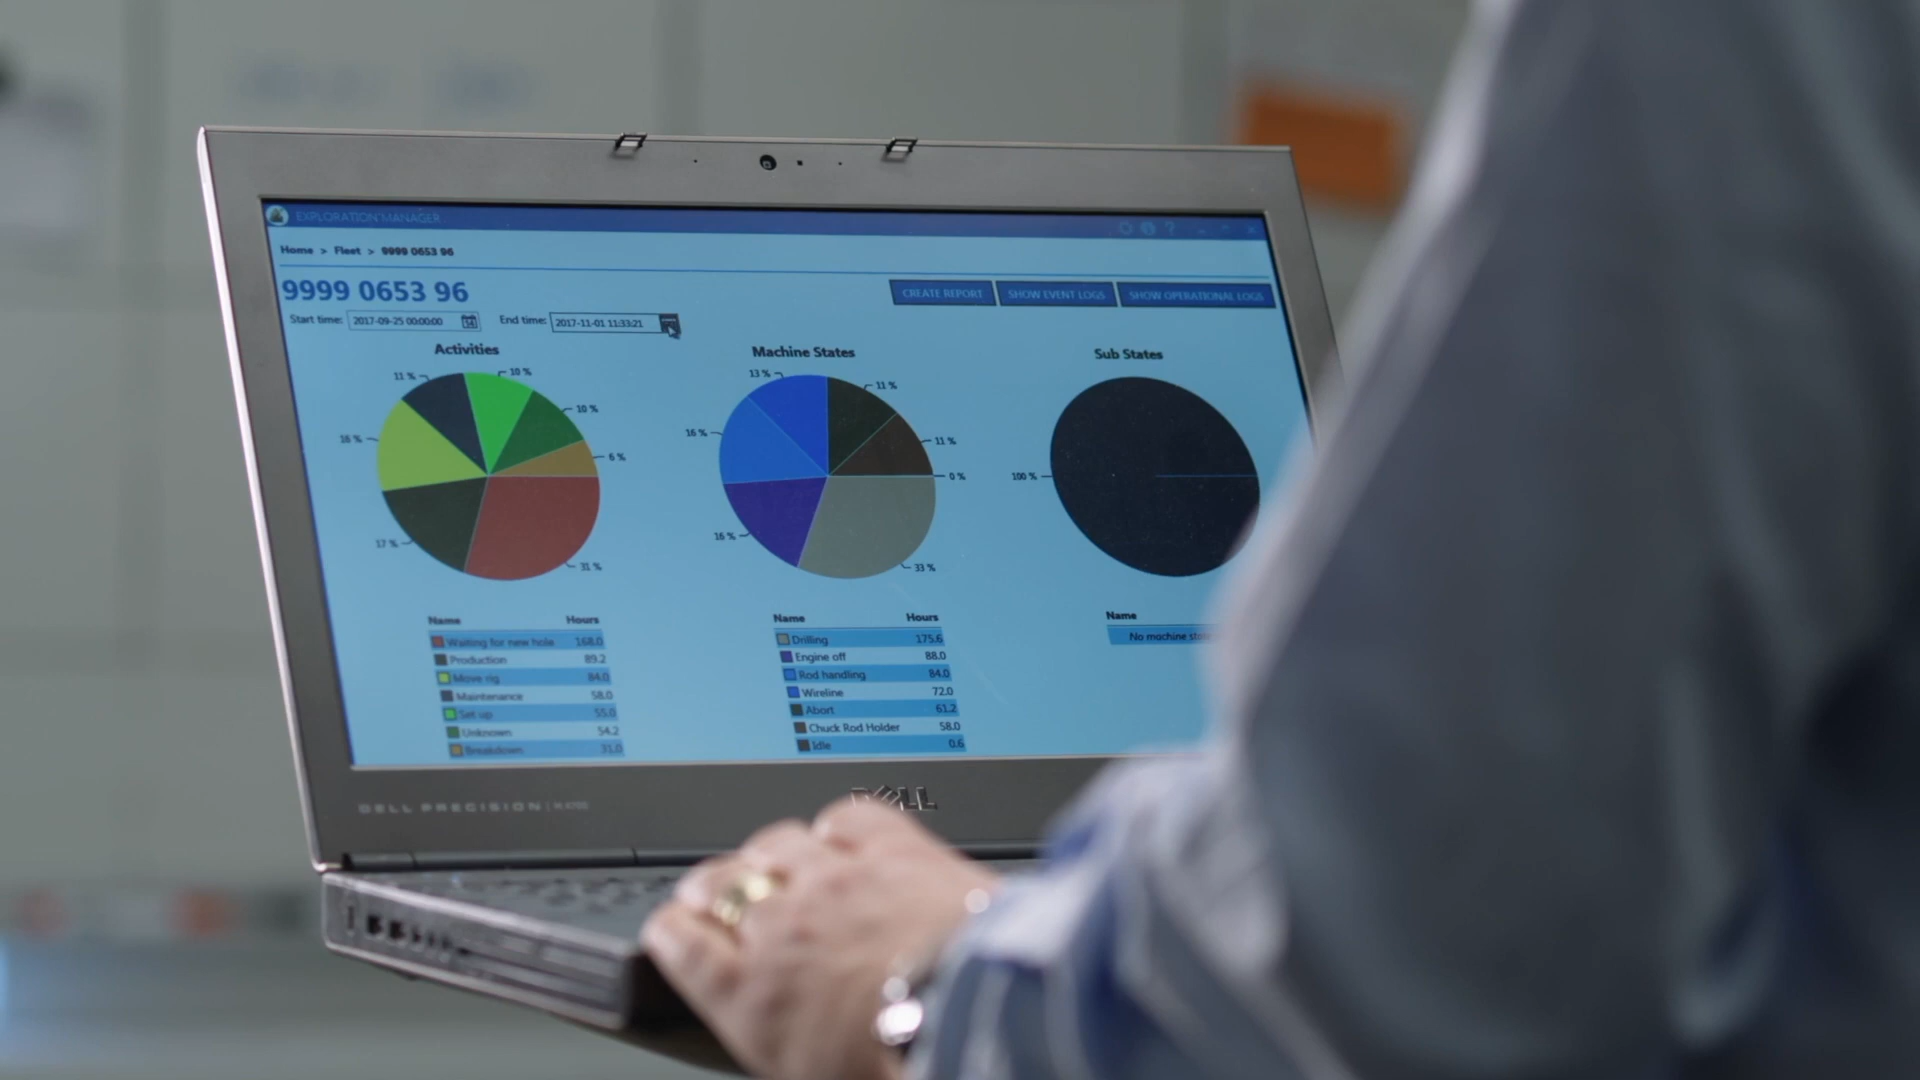 EXPLORATION MANAGER
Home > Fleet > 9999 0653 96
9999 0653 96
CREATE REPORT SHOW EVENT LOGS SHOW OPERATIONAL LOGS
Start time: 2017-09-25 00:00:00 End time: 2017-11-01 11:33:21
Activities
11 %
10 %
10 %
16 %
6 %
17 %
31 %
Machine States
13 %
11 %
16 %
11 %
0 %
16 %
33 %
Sub States
100 %
Name Hours
Waiting for new hole 168.0
Production 89.2
Move rig 84.0
Maintenance 58.0
Set up 55.0
Unknown 54.2
Breakdown 31.0
Name Hours
Drilling 175.6
Engine off 88.0
Rod handling 84.0
Wireline 72.0
Abort 61.2
Chuck Rod Holder 58.0
Idle 0.6
Name
No machine
DELL PRECISION
DELL